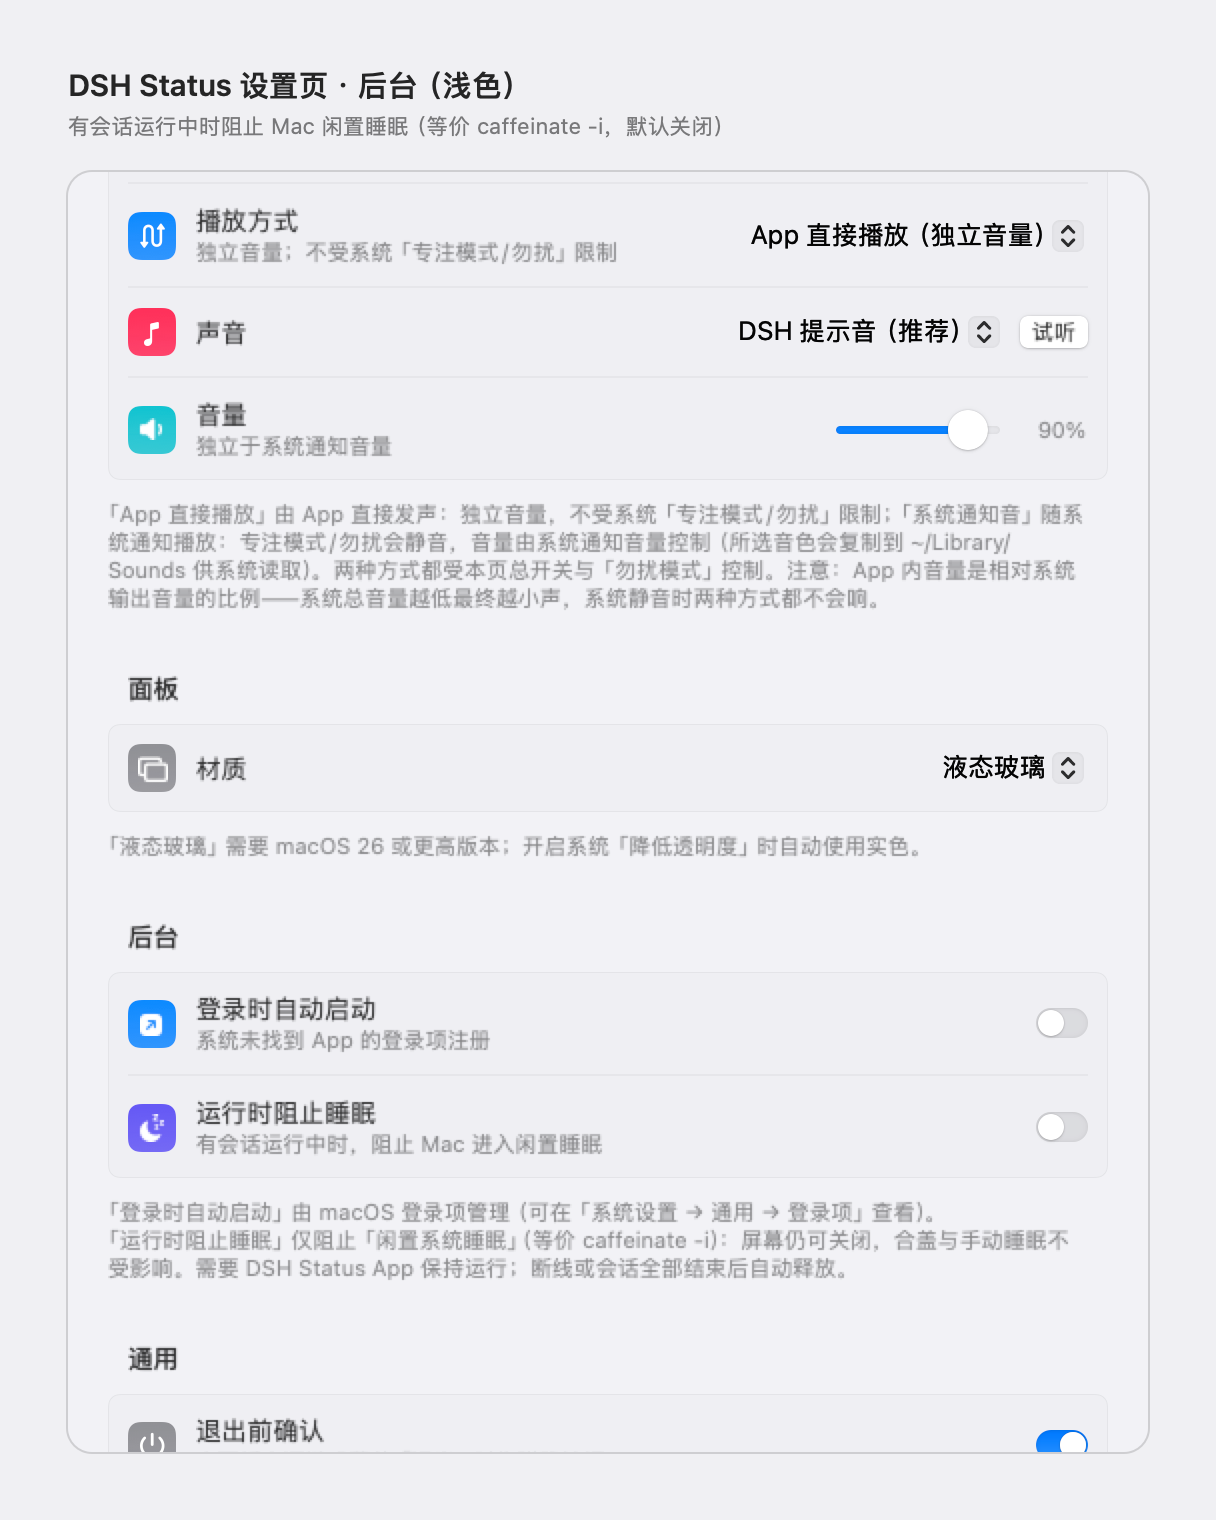 DSH Status 设置页 · 后台（浅色）
有会话运行中时阻止 Mac 闲置睡眠（等价 caffeinate -i，默认关闭）
播放方式
独立音量；不受系统「专注模式/勿扰」限制
App 直接播放（独立音量）
声音
DSH 提示音（推荐）
试听
音量
独立于系统通知音量
90%
「App 直接播放」由 App 直接发声：独立音量，不受系统「专注模式/勿扰」限制；「系统通知音」随系
统通知播放：专注模式/勿扰会静音，音量由系统通知音量控制（所选音色会复制到 ~/Library/
Sounds 供系统读取）。两种方式都受本页总开关与「勿扰模式」控制。注意：App 内音量是相对系统
输出音量的比例——系统总音量越低最终越小声，系统静音时两种方式都不会响。
面板
材质
液态玻璃
「液态玻璃」需要 macOS 26 或更高版本；开启系统「降低透明度」时自动使用实色。
后台
登录时自动启动
系统未找到 App 的登录项注册
运行时阻止睡眠
有会话运行中时，阻止 Mac 进入闲置睡眠
「登录时自动启动」由 macOS 登录项管理（可在「系统设置 → 通用 → 登录项」查看）。
「运行时阻止睡眠」仅阻止「闲置系统睡眠」（等价 caffeinate -i）：屏幕仍可关闭，合盖与手动睡眠不
受影响。需要 DSH Status App 保持运行；断线或会话全部结束后自动释放。
通用
退出前确认